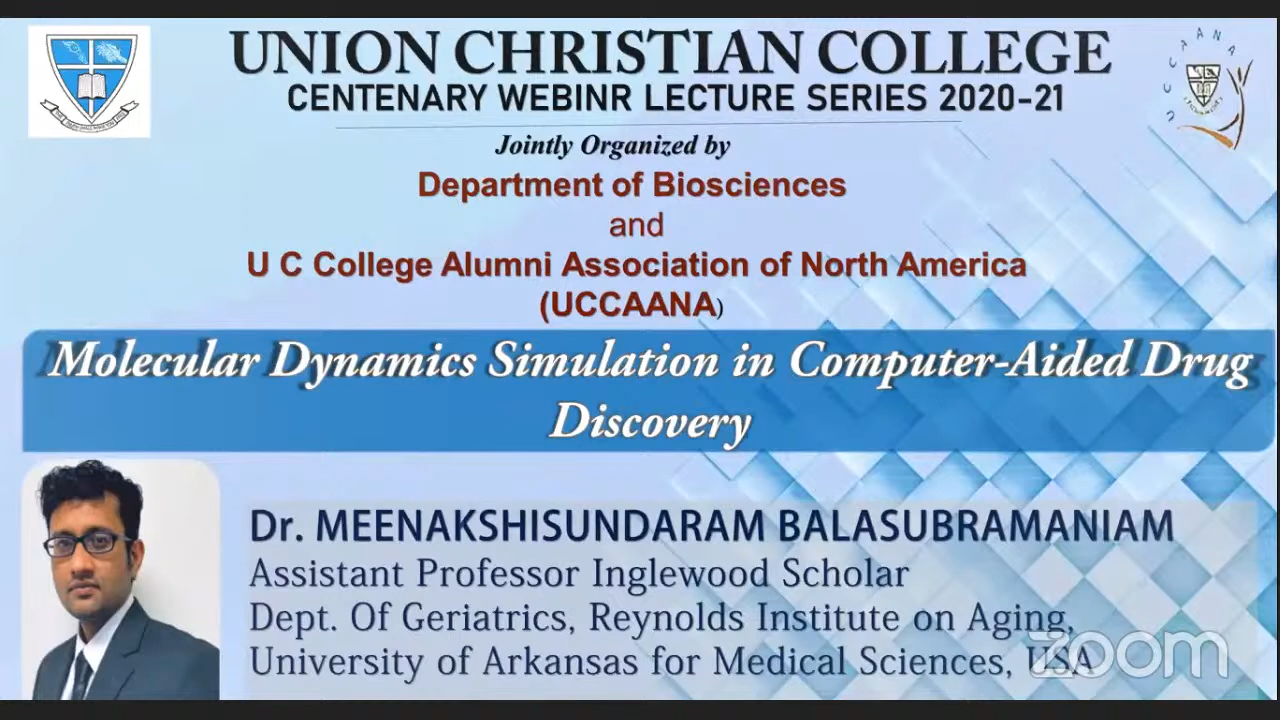 UNION CHRISTIAN COLLEGE
CENTENARY WEBINR LECTURE SERIES 2020-21
Jointly Organized by
Department of Biosciences
and
U C College Alumni Association of North America
(UCCAANA)
Molecular Dynamics Simulation in Computer-Aided Drug
Discovery
Dr. MEENAKSHISUNDARAM BALASUBRAMANIAM
Assistant Professor Inglewood Scholar
Dept. Of Geriatrics, Reynolds Institute on Aging,
University of Arkansas for Medical Sciences, USA
zoom
UCCAANA